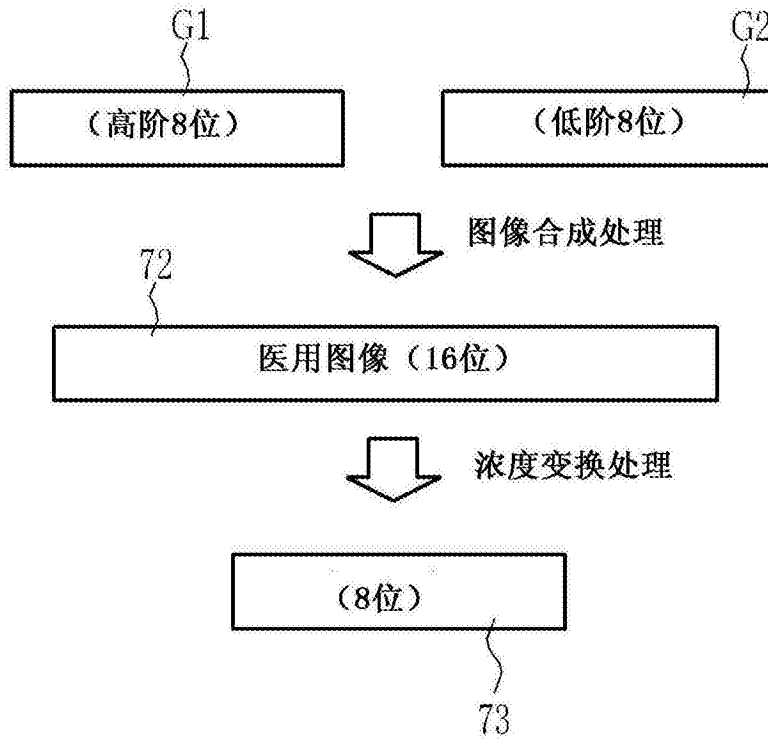 G1
G2
（高阶8位）
（低阶8位）
图像合成处理
72
医用图像（16位）
浓度变换处理
（8位）
73